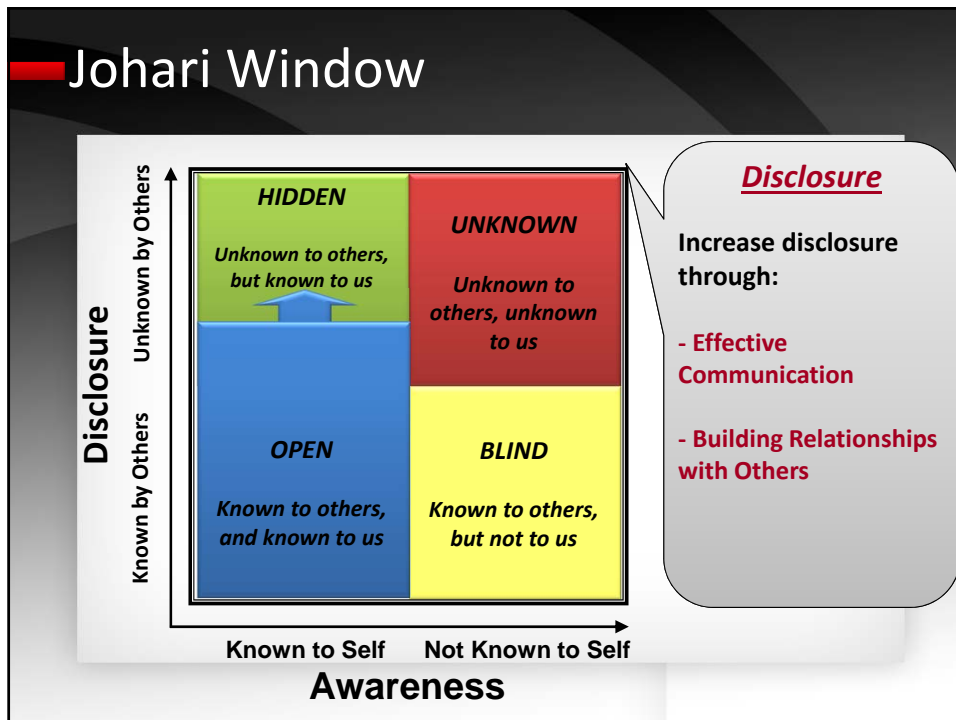 Johari Window
Disclosure
Unknown by Others
Known by Others
HIDDEN
Unknown to others,
but known to us
UNKNOWN
Unknown to
others, unknown
to us
OPEN
Known to others,
and known to us
BLIND
Known to others,
but not to us
Known to Self
Not Known to Self
Awareness
Disclosure
Increase disclosure
through:
- Effective
Communication
- Building Relationships
with Others